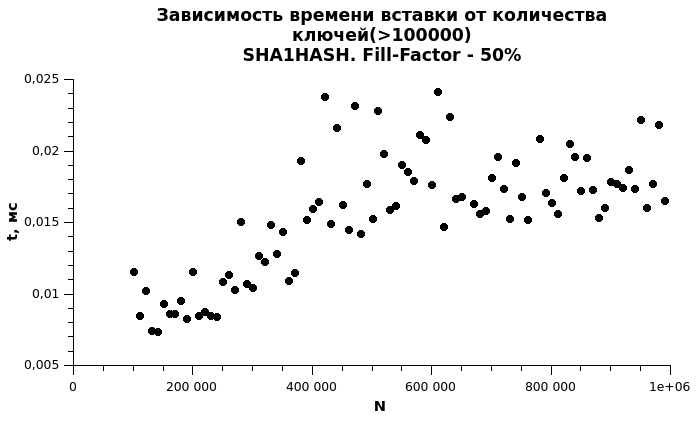 Зависимость времени вставки от количества
ключей(>100000)
SHA1HASH. Fill-Factor - 50%
0,025
0,02
0,015
0,01
0,005
t, мс
0
200 000
400 000
600 000
800 000
1e+06
N